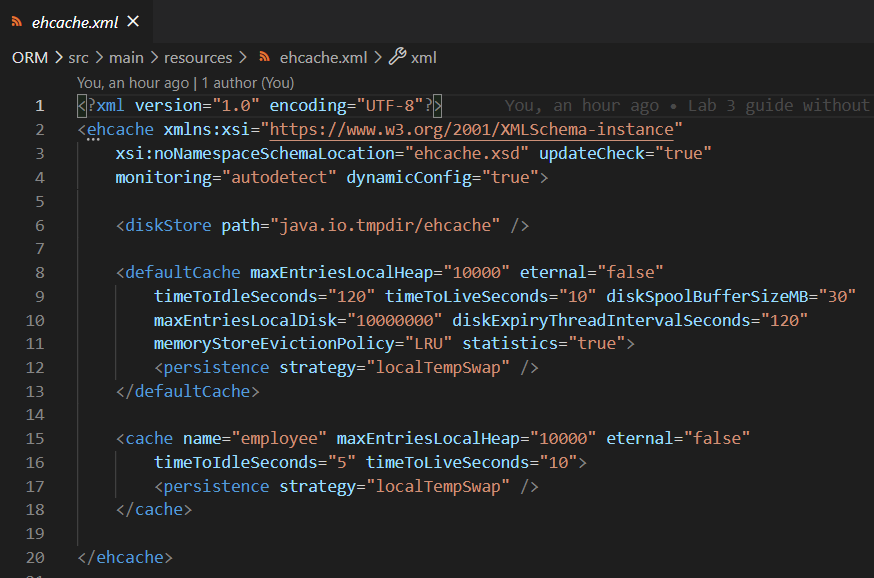 ehcache.xml ×
ORM > src > main > resources > ehcache.xml > xml
You, an hour ago | 1 author (You)
1 <?xml version="1.0" encoding="UTF-8"?> You, an hour ago • Lab 3 guide without
2 <ehcache xmlns:xsi="https://www.w3.org/2001/XMLSchema-instance"
3 xsi:noNamespaceSchemaLocation="ehcache.xsd" updateCheck="true"
4 monitoring="autodetect" dynamicConfig="true">
5
6 <diskStore path="java.io.tmpdir/ehcache" />
7
8 <defaultCache maxEntriesLocalHeap="10000" eternal="false"
9 timeToIdleSeconds="120" timeToLiveSeconds="10" diskSpoolBufferSizeMB="30"
10 maxEntriesLocalDisk="10000000" diskExpiryThreadIntervalSeconds="120"
11 memoryStoreEvictionPolicy="LRU" statistics="true">
12 <persistence strategy="localTempSwap" />
13 </defaultCache>
14
15 <cache name="employee" maxEntriesLocalHeap="10000" eternal="false"
16 timeToIdleSeconds="5" timeToLiveSeconds="10">
17 <persistence strategy="localTempSwap" />
18 </cache>
19
20 </ehcache>